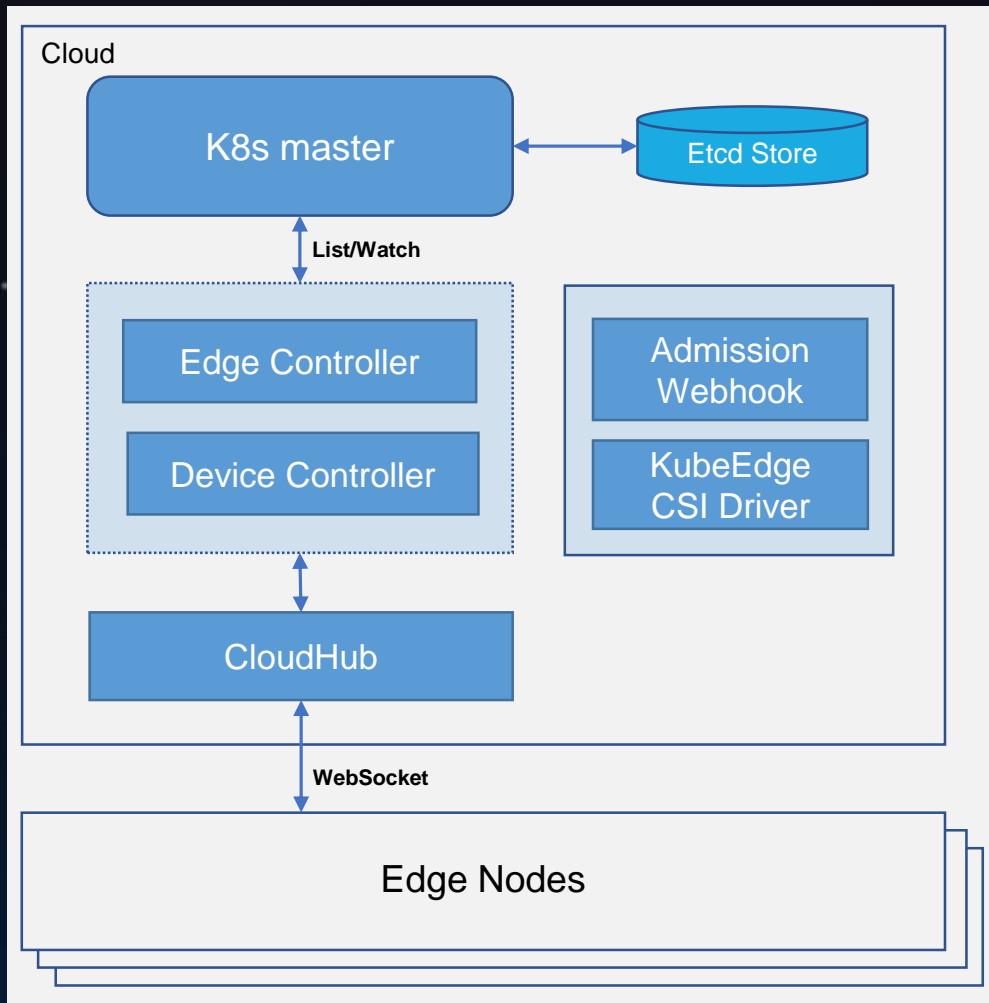 Cloud
K8s master
Etcd Store
List/Watch
Edge Controller
Device Controller
Admission
Webhook
KubeEdge
CSI Driver
CloudHub
WebSocket
Edge Nodes